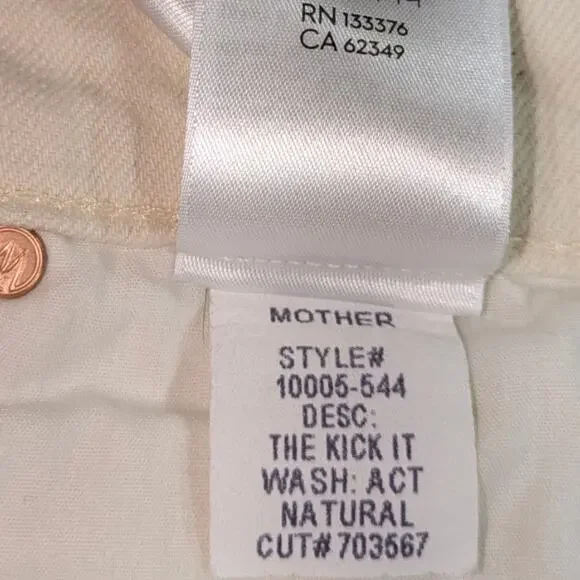 RN 133376
CA 62349
MOTHER
STYLE#
10005-544
DESC:
THE KICK IT
WASH: ACT
NATURAL
CUT# 703567